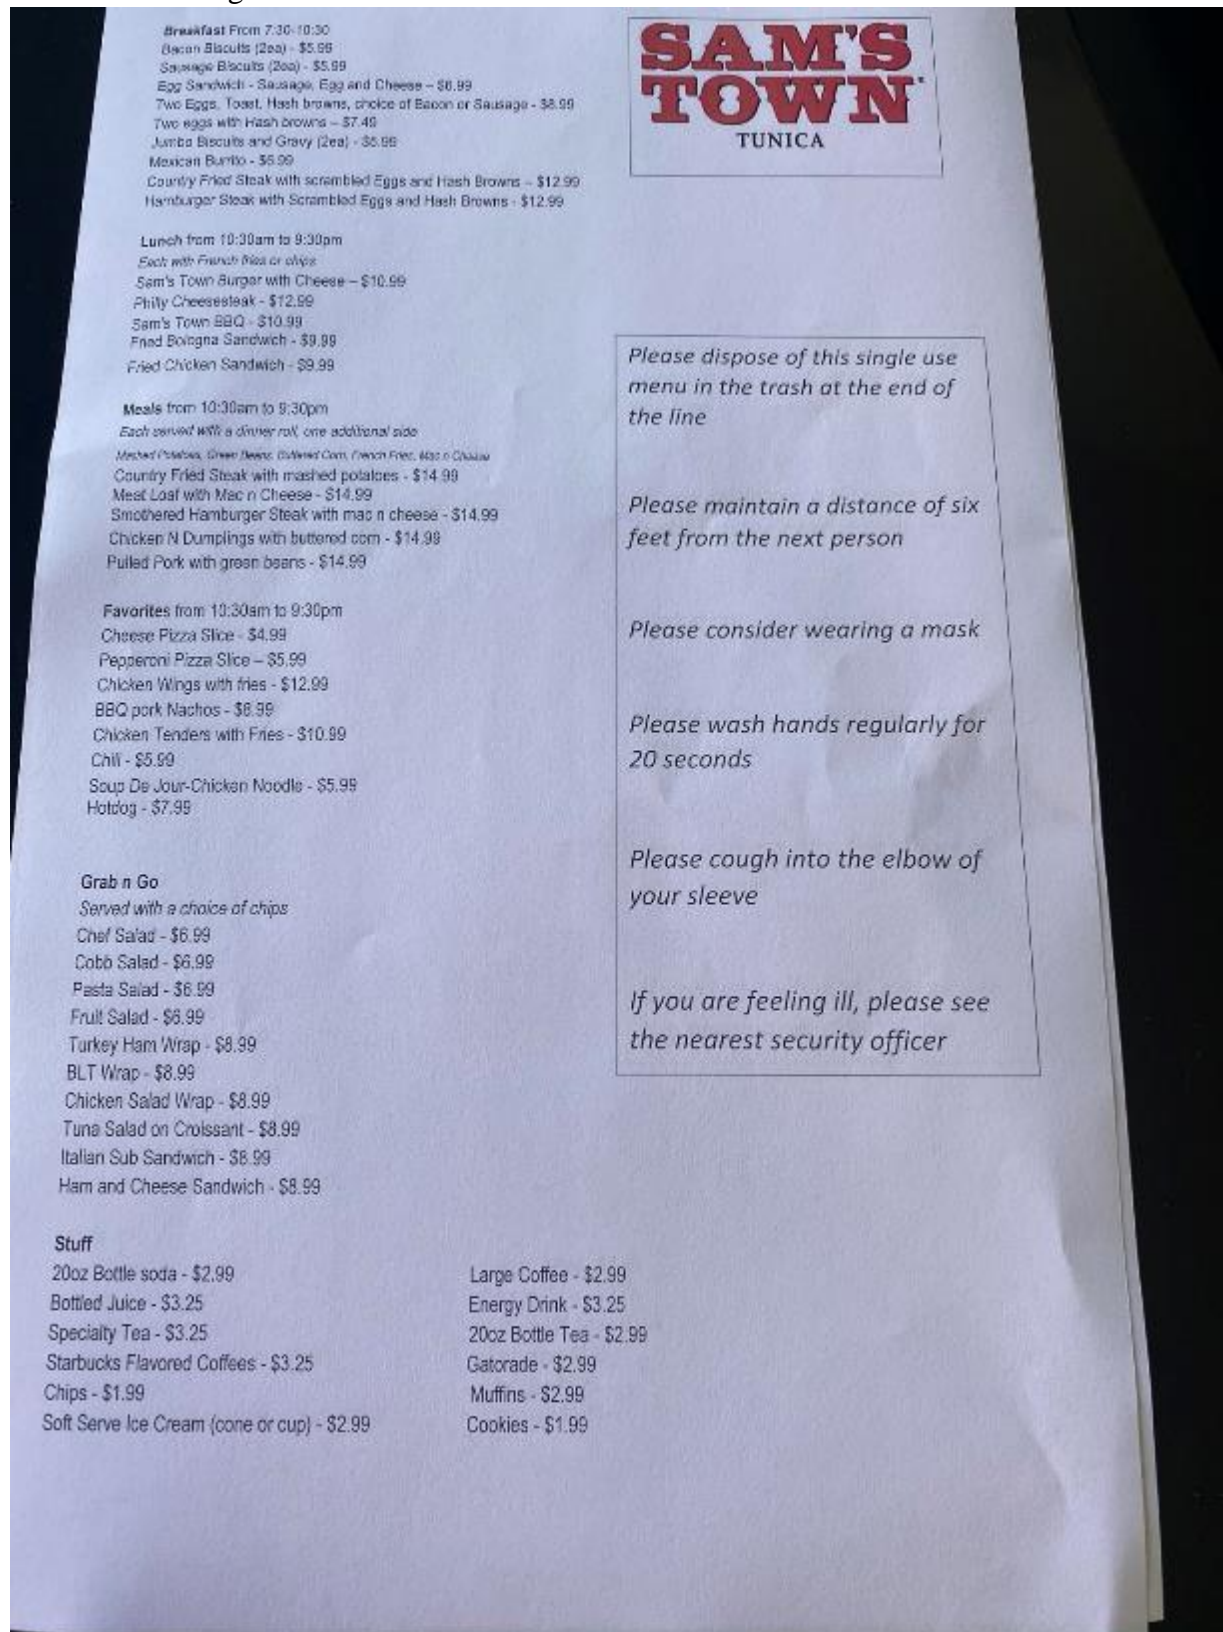 Breakfast From 7:30-10:30
Bacon Biscuits (2ea) - $5.99
Sausage Biscuits (2ea) - $5.99
Egg Sandwich - Sausage, Egg and Cheese – $6.99
Two Eggs, Toast, Hash browns, choice of Bacon or Sausage - $8.99
Two eggs with Hash browns – $7.49
Jumbo Biscuits and Gravy (2ea) - $5.99
Mexican Burrito - $6.99
Country Fried Steak with scrambled Eggs and Hash Browns – $12.99
Hamburger Steak with Scrambled Eggs and Hash Browns - $12.99
SAM'S
TOWN
TUNICA
Lunch from 10:30am to 9:30pm
Each with French fries or chips
Sam's Town Burger with Cheese – $10.99
Philly Cheesesteak - $12.99
Sam's Town BBQ - $10.99
Fried Bologna Sandwich - $9.99
Fried Chicken Sandwich - $9.99
Meals from 10:30am to 9:30pm
Each served with a dinner roll, one additional side
Mashed Potatoes, Green Beans, Buttered Corn, French Fries, Mac n Cheese
Country Fried Steak with mashed potatoes - $14.99
Meat Loaf with Mac n Cheese - $14.99
Smothered Hamburger Steak with mac n cheese - $14.99
Chicken N Dumplings with buttered corn - $14.99
Pulled Pork with green beans - $14.99
Favorites from 10:30am to 9:30pm
Cheese Pizza Slice - $4.99
Pepperoni Pizza Slice – $5.99
Chicken Wings with fries - $12.99
BBQ pork Nachos - $8.99
Chicken Tenders with Fries - $10.99
Chili - $5.99
Soup De Jour-Chicken Noodle - $5.99
Hotdog - $7.99
Grab n Go
Served with a choice of chips
Chef Salad - $6.99
Cobb Salad - $6.99
Pasta Salad - $6.99
Fruit Salad - $6.99
Turkey Ham Wrap - $8.99
BLT Wrap - $8.99
Chicken Salad Wrap - $8.99
Tuna Salad on Croissant - $8.99
Italian Sub Sandwich - $8.99
Ham and Cheese Sandwich - $8.99
Please dispose of this single use
menu in the trash at the end of
the line
Please maintain a distance of six
feet from the next person
Please consider wearing a mask
Please wash hands regularly for
20 seconds
Please cough into the elbow of
your sleeve
If you are feeling ill, please see
the nearest security officer
Stuff
20oz Bottle soda - $2.99
Bottled Juice - $3.25
Specialty Tea - $3.25
Starbucks Flavored Coffees - $3.25
Chips - $1.99
Soft Serve Ice Cream (cone or cup) - $2.99
Large Coffee - $2.99
Energy Drink - $3.25
20oz Bottle Tea - $2.99
Gatorade - $2.99
Muffins - $2.99
Cookies - $1.99